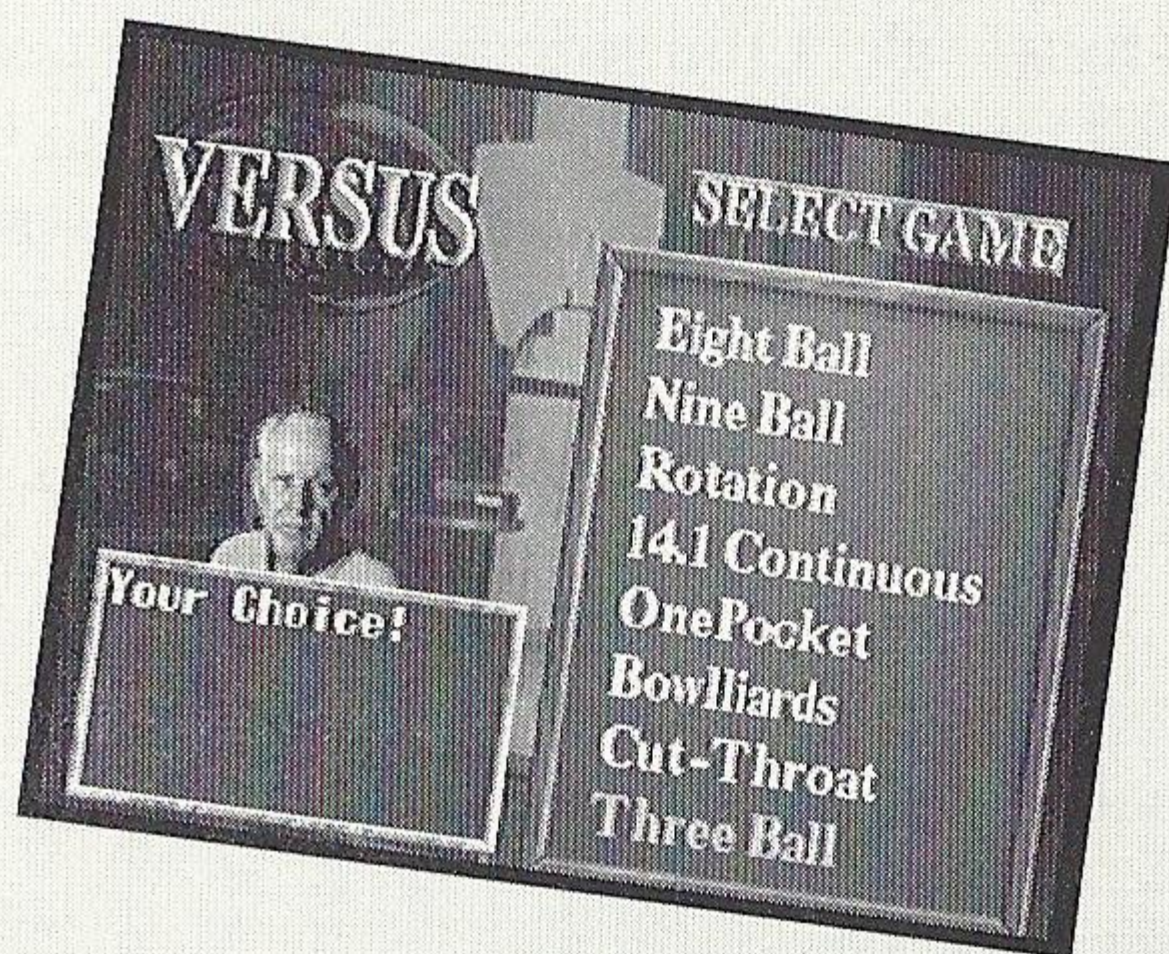 VERSUS
SELECT GAME
Eight Ball
Nine Ball
Rotation
14.1 Continuous
OnePocket
Bowlliards
Cut-Throat
Three Ball
Your Choice!